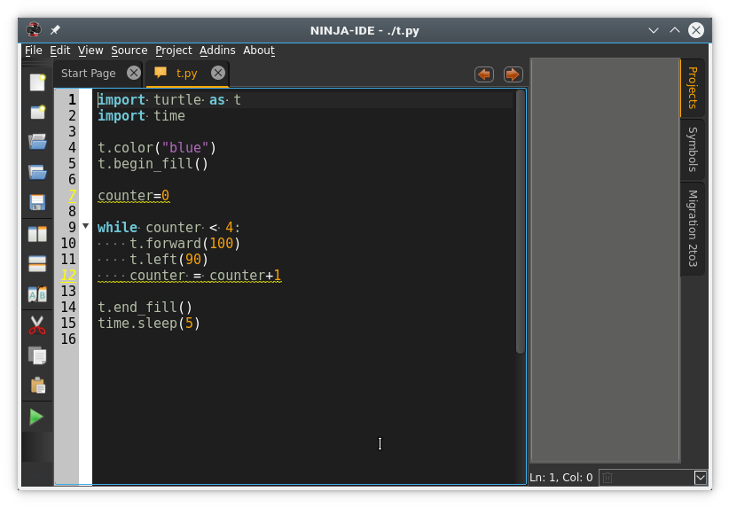 NINJA-IDE - ./t.py
File Edit View Source Project Addins About
Start Page t.py
1 import turtle as t
2 import time
3
4 t.color("blue")
5 t.begin_fill()
6
7 counter=0
8
9 while counter < 4:
10 t.forward(100)
11 t.left(90)
12 counter = counter+1
13
14 t.end_fill()
15 time.sleep(5)
16
Projects
Symbols
Migration 2to3
Ln: 1, Col: 0